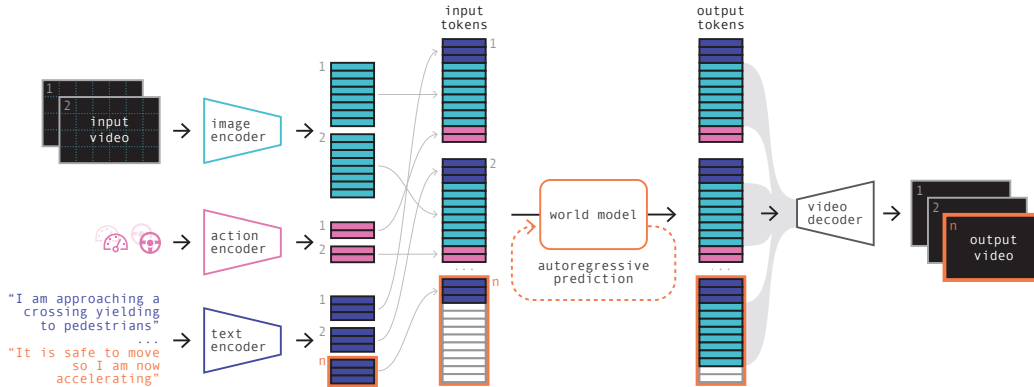 input
tokens
output
tokens
1
2
input
video
image
encoder
1
2
action
encoder
1
2
“I am approaching a
crossing yielding
to pedestrians”
...
“It is safe to move
so I am now
accelerating”
text
encoder
1
2
n
1
2
...
n
world model
autoregressive
prediction
...
video
decoder
1
2
n
output
video